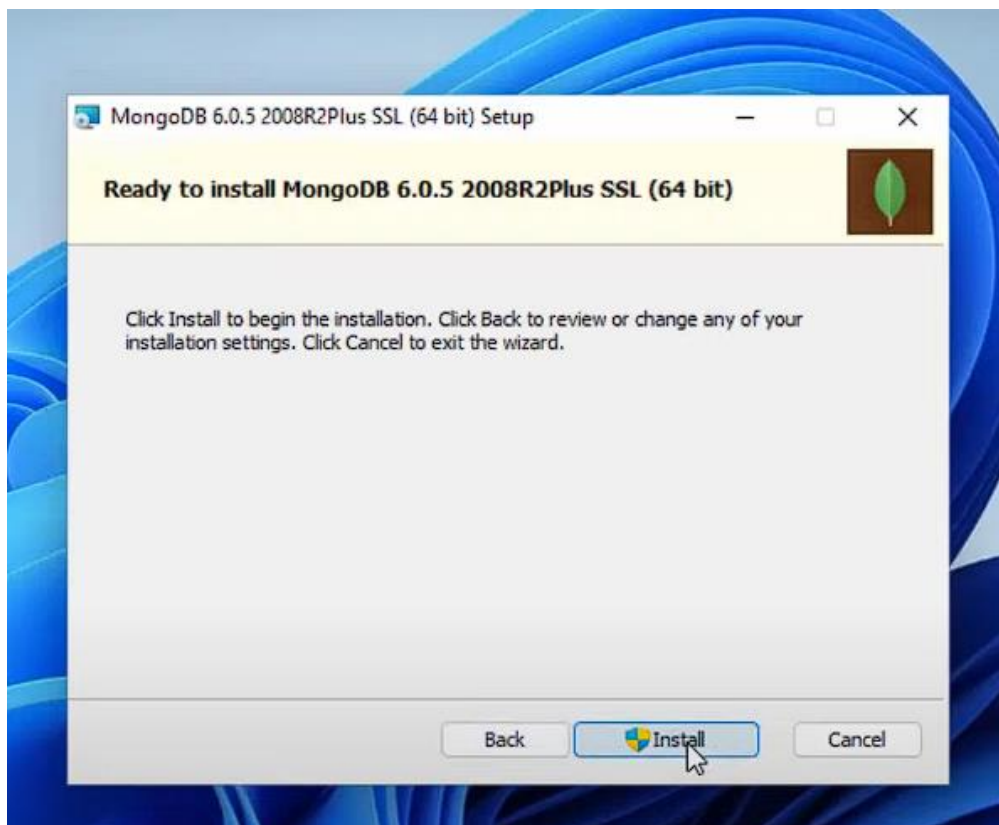 MongoDB 6.0.5 2008R2Plus SSL (64 bit) Setup
Ready to install MongoDB 6.0.5 2008R2Plus SSL (64 bit)
Click Install to begin the installation. Click Back to review or change any of your
installation settings. Click Cancel to exit the wizard.
Back Install Cancel